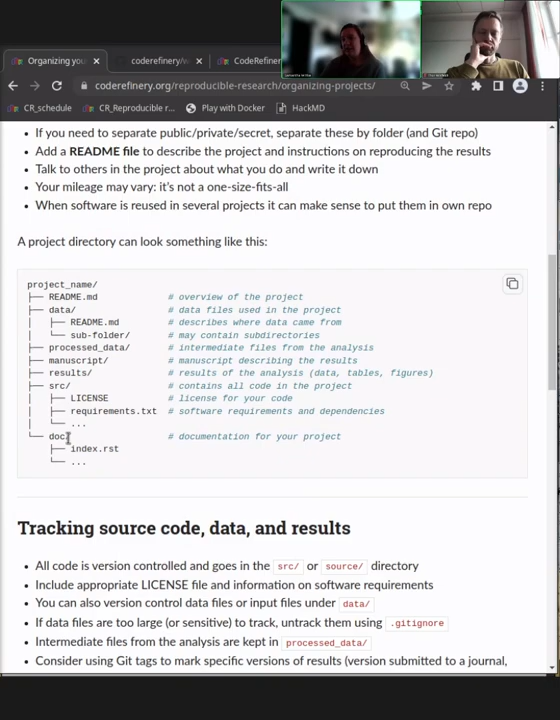 Organizing your
coderefinery/w
CodeRefiner
coderefinery.org/reproducible-research/organizing-projects/
CR_schedule
CR_Reproducible r...
Play with Docker
HackMD
• If you need to separate public/private/secret, separate these by folder (and Git repo)
• Add a README file to describe the project and instructions on reproducing the results
• Talk to others in the project about what you do and write it down
• Your mileage may vary: it's not a one-size-fits-all
• When software is reused in several projects it can make sense to put them in own repo
A project directory can look something like this:
project_name/
├── README.md # overview of the project
├── data/ # data files used in the project
│ ├── README.md # describes where data came from
│ └── sub-folder/ # may contain subdirectories
├── processed_data/ # intermediate files from the analysis
├── manuscript/ # manuscript describing the results
├── results/ # results of the analysis (data, tables, figures)
├── src/ # contains all code in the project
│ ├── LICENSE # license for your code
│ ├── requirements.txt # software requirements and dependencies
│ └── ...
└── doc/ # documentation for your project
├── index.rst
└── ...
Tracking source code, data, and results
• All code is version controlled and goes in the src/ or source/ directory
• Include appropriate LICENSE file and information on software requirements
• You can also version control data files or input files under data/
• If data files are too large (or sensitive) to track, untrack them using .gitignore
• Intermediate files from the analysis are kept in processed_data/
• Consider using Git tags to mark specific versions of results (version submitted to a journal,